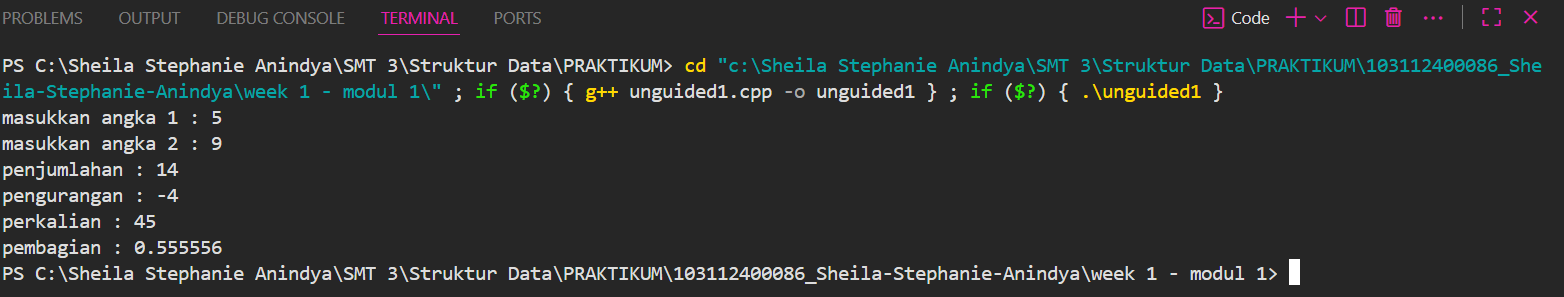 PROBLEMS OUTPUT DEBUG CONSOLE TERMINAL PORTS Code
PS C:\Sheila Stephanie Anindya\SMT 3\Struktur Data\PRAKTIKUM> cd "c:\Sheila Stephanie Anindya\SMT 3\Struktur Data\PRAKTIKUM\103112400086_She
ila-Stephanie-Anindya\week 1 - modul 1\" ; if ($?) { g++ unguided1.cpp -o unguided1 } ; if ($?) { .\unguided1 }
masukkan angka 1 : 5
masukkan angka 2 : 9
penjumlahan : 14
pengurangan : -4
perkalian : 45
pembagian : 0.555556
PS C:\Sheila Stephanie Anindya\SMT 3\Struktur Data\PRAKTIKUM\103112400086_Sheila-Stephanie-Anindya\week 1 - modul 1>